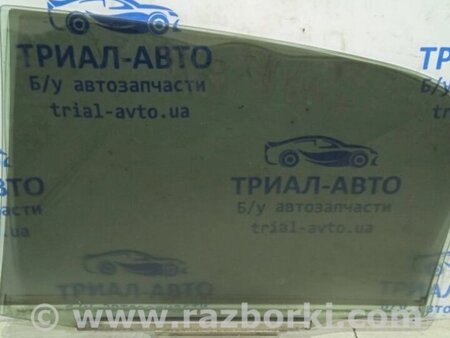 ТРИАЛ-АВТО
Б/у автозапчасти
trial-avto.ua
ТРИАЛ-АВТО
Б/у автозапчасти
trial-avto.ua
© - www.razborki.com